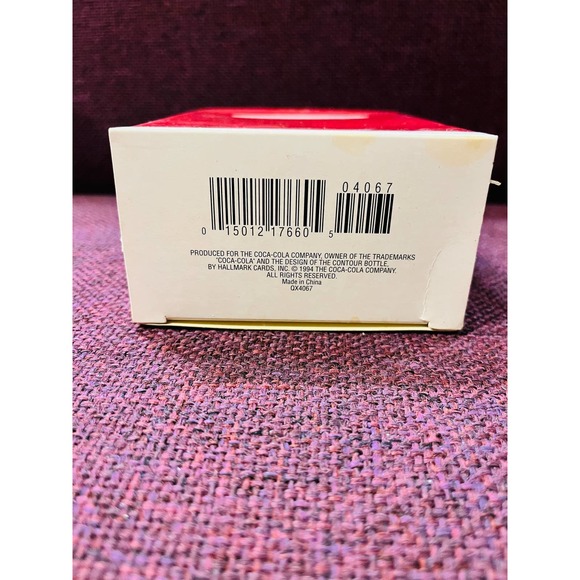 04067
0 15012 17660 5
PRODUCED FOR THE COCA-COLA COMPANY, OWNER OF THE TRADEMARKS
"COCA-COLA" AND THE DESIGN OF THE CONTOUR BOTTLE,
BY HALLMARK CARDS, INC. © 1994 THE COCA-COLA COMPANY.
ALL RIGHTS RESERVED.
Made in China
QX4067